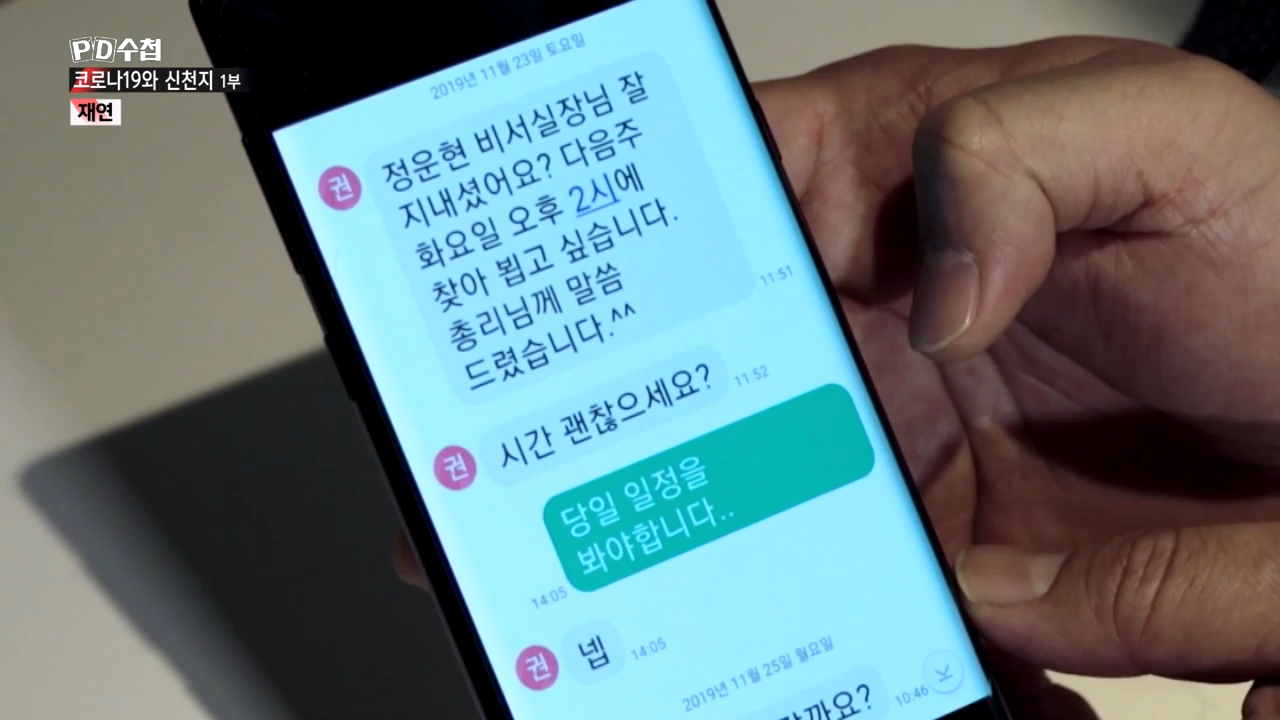 PD수첩
코로나19와 신천지 1부
재연
2019년 11월 23일 토요일
권
정운현 비서실장님 잘
지내셨어요? 다음주
화요일 오후 2시에
찾아 뵙고 싶습니다.
총리님께 말씀
드렸습니다.^^
11:51
권
시간 괜찮으세요?
11:52
당일 일정을
봐야합니다..
14:05
권
넵
14:05
2019년 11월 25일 월요일
10:46